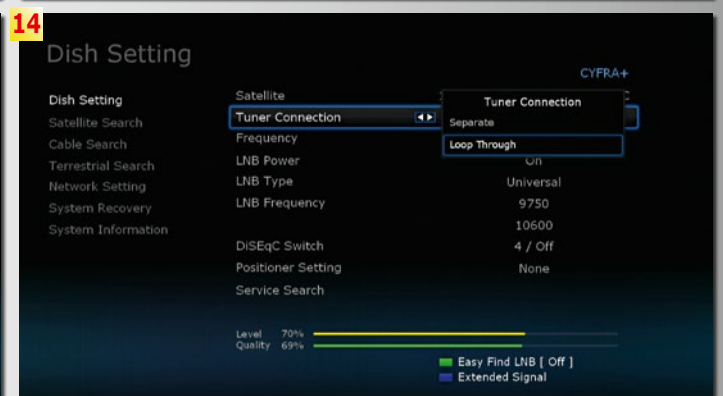 14
Dish Setting
CYFRA+
Dish Setting
Satellite Search
Cable Search
Terrestrial Search
Network Setting
System Recovery
System Information
Satellite
Tuner Connection
Frequency
LNB Power On
LNB Type Universal
LNB Frequency 9750
10600
DiSEqC Switch 4 / Off
Positioner Setting None
Service Search
Tuner Connection
Separate
Loop Through
Level 70%
Quality 69%
Easy Find LNB [ Off ]
Extended Signal